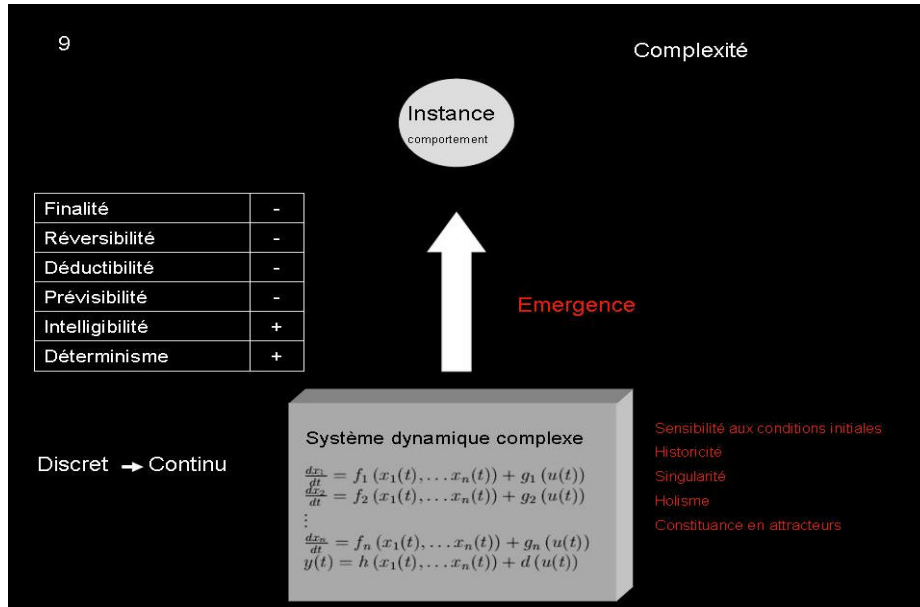 9
Complexité
Instance
comportement
Finalité -
Réversibilité -
Déductibilité -
Prévisibilité -
Intelligibilité +
Déterminisme +
Emergence
Discret → Continu
Système dynamique complexe
dx₁/dt = f₁ (x₁(t), . . . xₙ(t)) + g₁ (u(t))
dx₂/dt = f₂ (x₁(t), . . . xₙ(t)) + g₂ (u(t))
⋮
dxₙ/dt = fₙ (x₁(t), . . . xₙ(t)) + gₙ (u(t))
y(t) = h (x₁(t), . . . xₙ(t)) + d (u(t))
Sensibilité aux conditions initiales
Historicité
Singularité
Holisme
Constituance en attracteurs